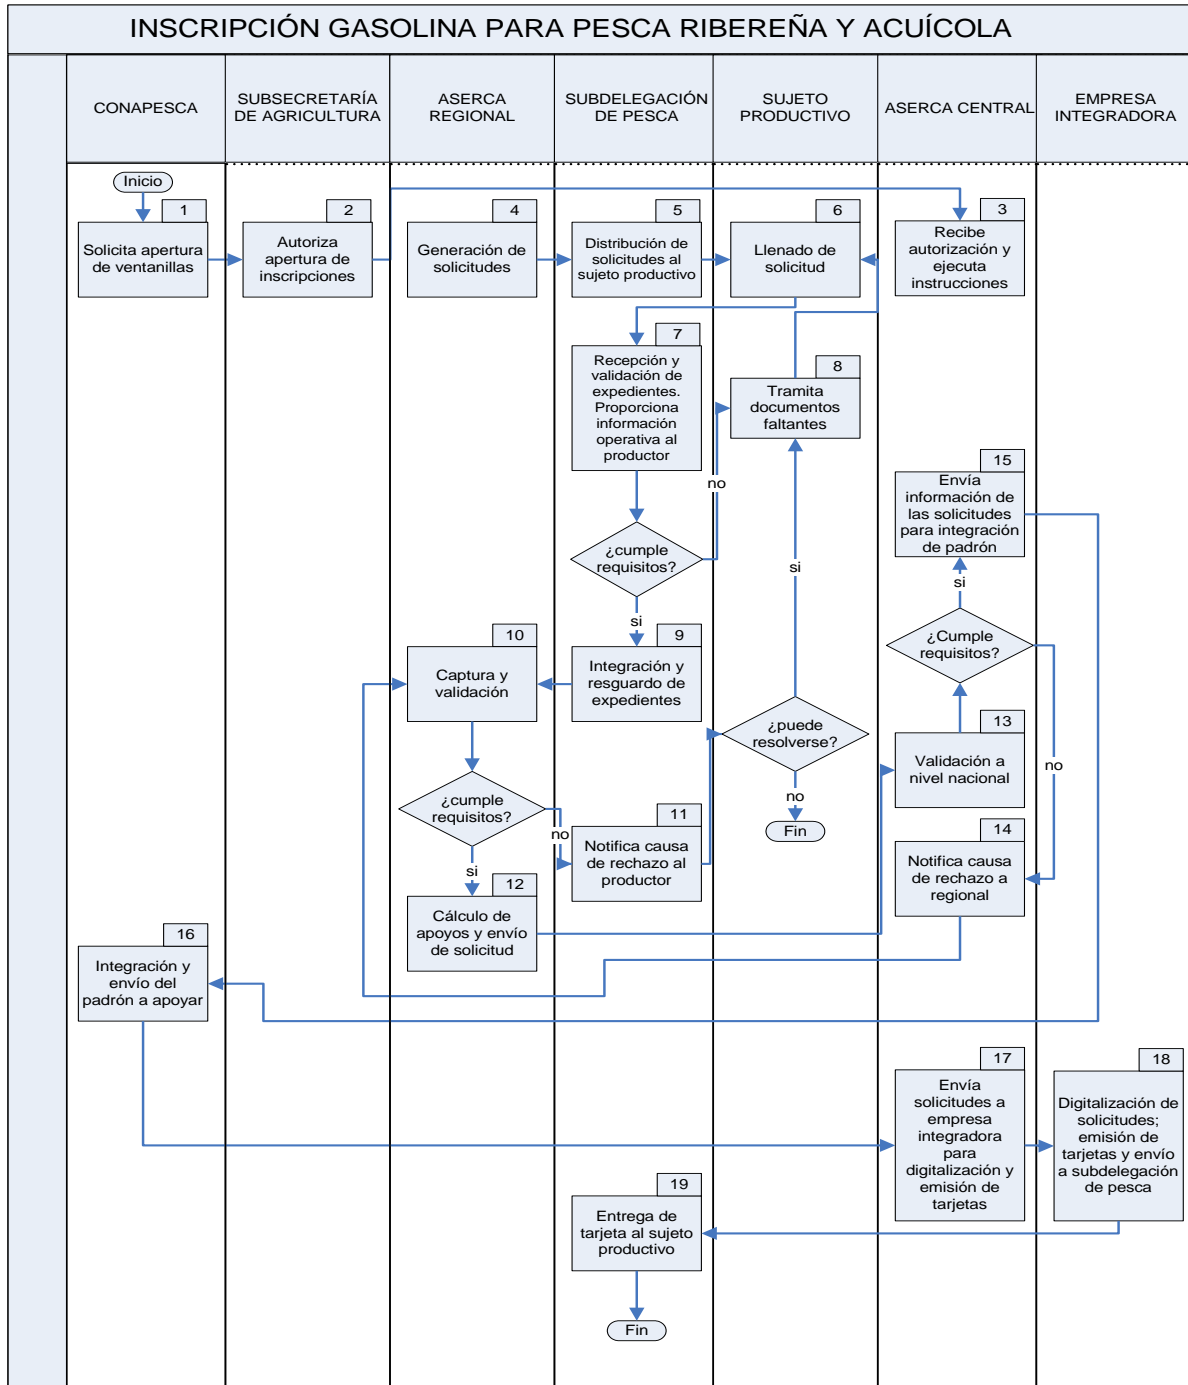 INSCRIPCIÓN GASOLINA PARA PESCA RIBEREÑA Y ACUÍCOLA
CONAPESCA
SUBSECRETARÍA
DE AGRICULTURA
ASERCA
REGIONAL
SUBDELEGACIÓN
DE PESCA
SUJETO
PRODUCTIVO
ASERCA CENTRAL
EMPRESA
INTEGRADORA
Inicio
1
Solicita apertura
de ventanillas
2
Autoriza
apertura de
inscripciones
4
Generación de
solicitudes
5
Distribución de
solicitudes al
sujeto productivo
6
Llenado de
solicitud
3
Recibe
autorización y
ejecuta
instrucciones
7
Recepción y
validación de
expedientes.
Proporciona
información
operativa al
productor
8
Tramita
documentos
faltantes
no
15
Envía
información de
las solicitudes
para integración
de padrón
¿cumple
requisitos?
si
si
si
10
Captura y
validación
9
Integración y
resguardo de
expedientes
¿Cumple
requisitos?
¿puede
resolverse?
13
Validación a
nivel nacional
no
no
Fin
¿cumple
requisitos?
no
11
Notifica causa
de rechazo al
productor
14
Notifica causa
de rechazo a
regional
si
12
Cálculo de
apoyos y envío
de solicitud
16
Integración y
envío del
padrón a apoyar
17
Envía
solicitudes a
empresa
integradora
para
digitalización y
emisión de
tarjetas
18
Digitalización de
solicitudes;
emisión de
tarjetas y envío
a subdelegación
de pesca
19
Entrega de
tarjeta al sujeto
productivo
Fin